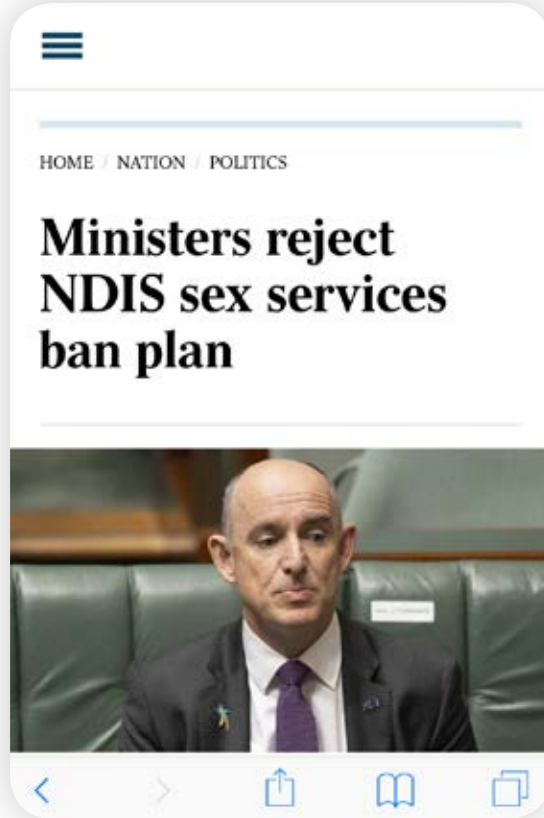 HOME / NATION / POLITICS
Ministers reject
NDIS sex services
ban plan